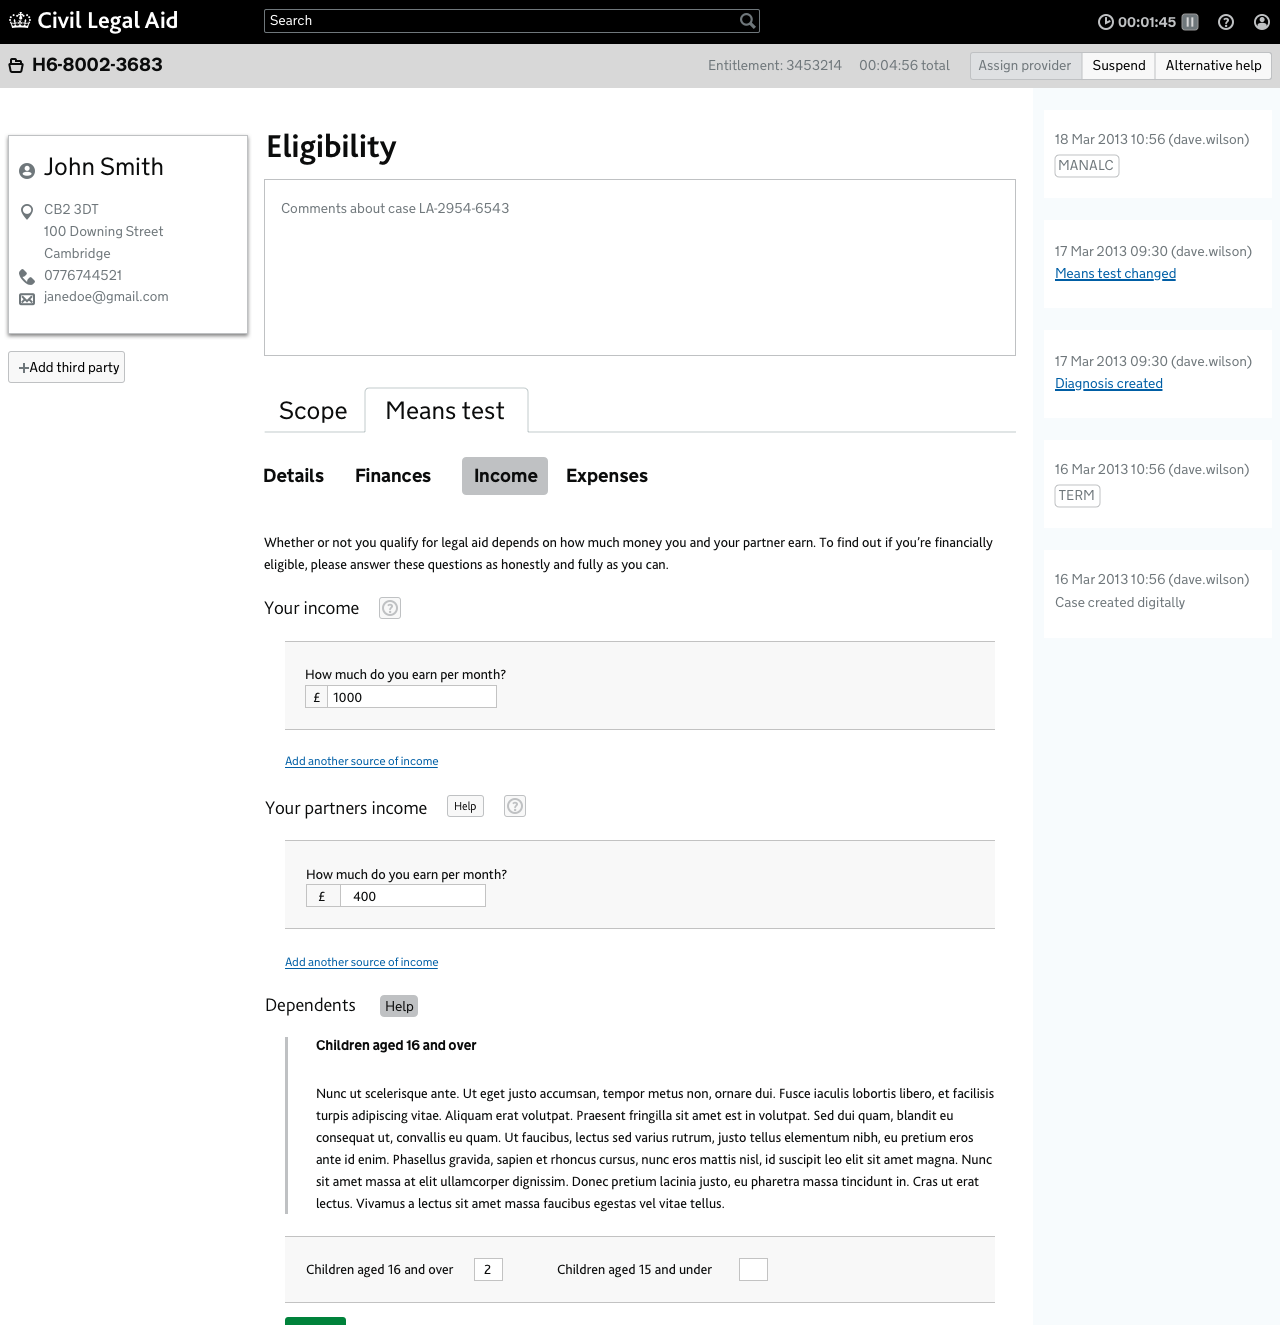 Civil Legal Aid
Search
00:01:45
H6-8002-3683
Entitlement: 3453214
00:04:56 total
Assign provider
Suspend
Alternative help
John Smith
CB2 3DT
100 Downing Street
Cambridge
0776744521
janedoe@gmail.com
+Add third party
Eligibility
Comments about case LA-2954-6543
Scope
Means test
Details
Finances
Income
Expenses
Whether or not you qualify for legal aid depends on how much money you and your partner earn. To find out if you're financially
eligible, please answer these questions as honestly and fully as you can.
Your income
?
How much do you earn per month?
£ 1000
Add another source of income
Your partners income
Help
?
How much do you earn per month?
£ 400
Add another source of income
Dependents
Help
Children aged 16 and over
Nunc ut scelerisque ante. Ut eget justo accumsan, tempor metus non, ornare dui. Fusce iaculis lobortis libero, et facilisis
turpis adipiscing vitae. Aliquam erat volutpat. Praesent fringilla sit amet est in volutpat. Sed dui quam, blandit eu
consequat ut, convallis eu quam. Ut faucibus, lectus sed varius rutrum, justo tellus elementum nibh, eu pretium eros
ante id enim. Phasellus gravida, sapien et rhoncus cursus, nunc eros mattis nisl, id suscipit leo elit sit amet magna. Nunc
sit amet massa at elit ullamcorper dignissim. Donec pretium lacinia justo, eu pharetra massa tincidunt in. Cras ut erat
lectus. Vivamus a lectus sit amet massa faucibus egestas vel vitae tellus.
Children aged 16 and over
2
Children aged 15 and under
18 Mar 2013 10:56 (dave.wilson)
MANALC
17 Mar 2013 09:30 (dave.wilson)
Means test changed
17 Mar 2013 09:30 (dave.wilson)
Diagnosis created
16 Mar 2013 10:56 (dave.wilson)
TERM
16 Mar 2013 10:56 (dave.wilson)
Case created digitally